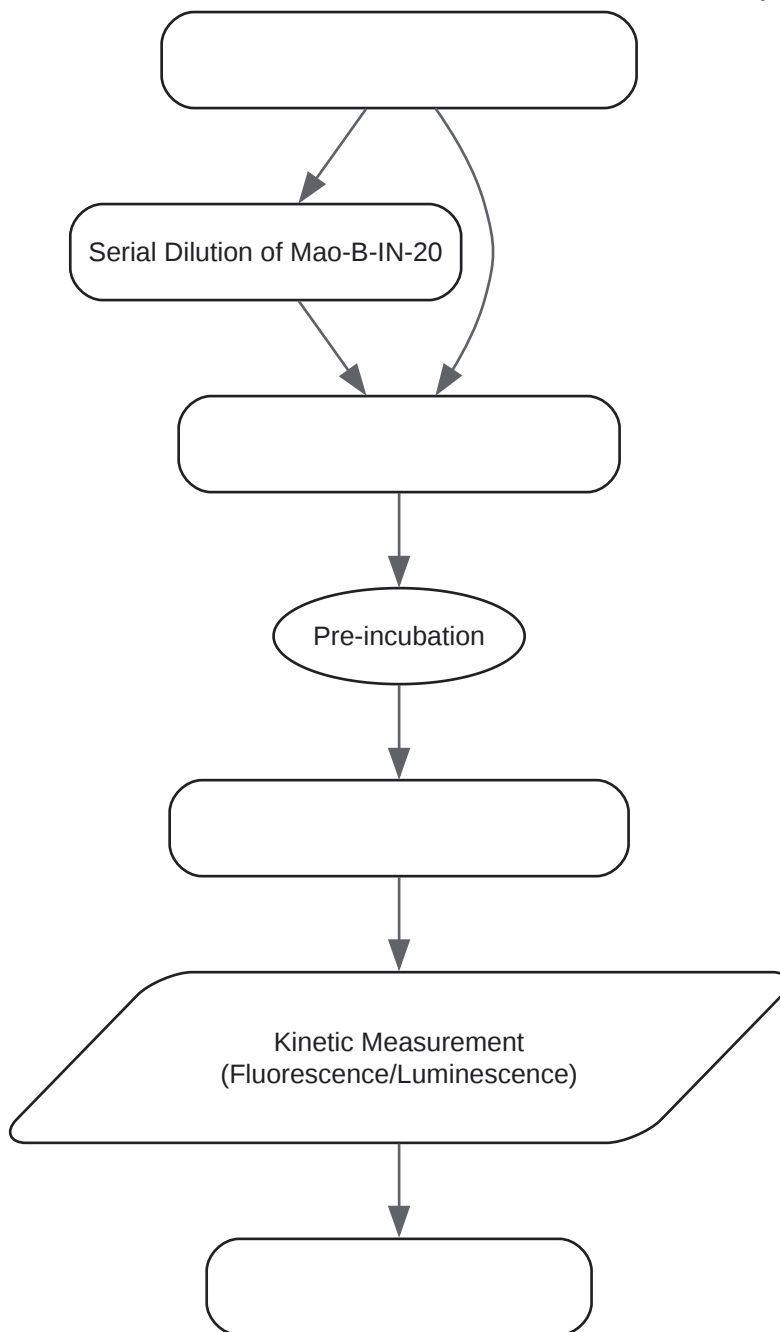 Serial Dilution of Mao-B-IN-20
Pre-incubation
Kinetic Measurement
(Fluorescence/Luminescence)